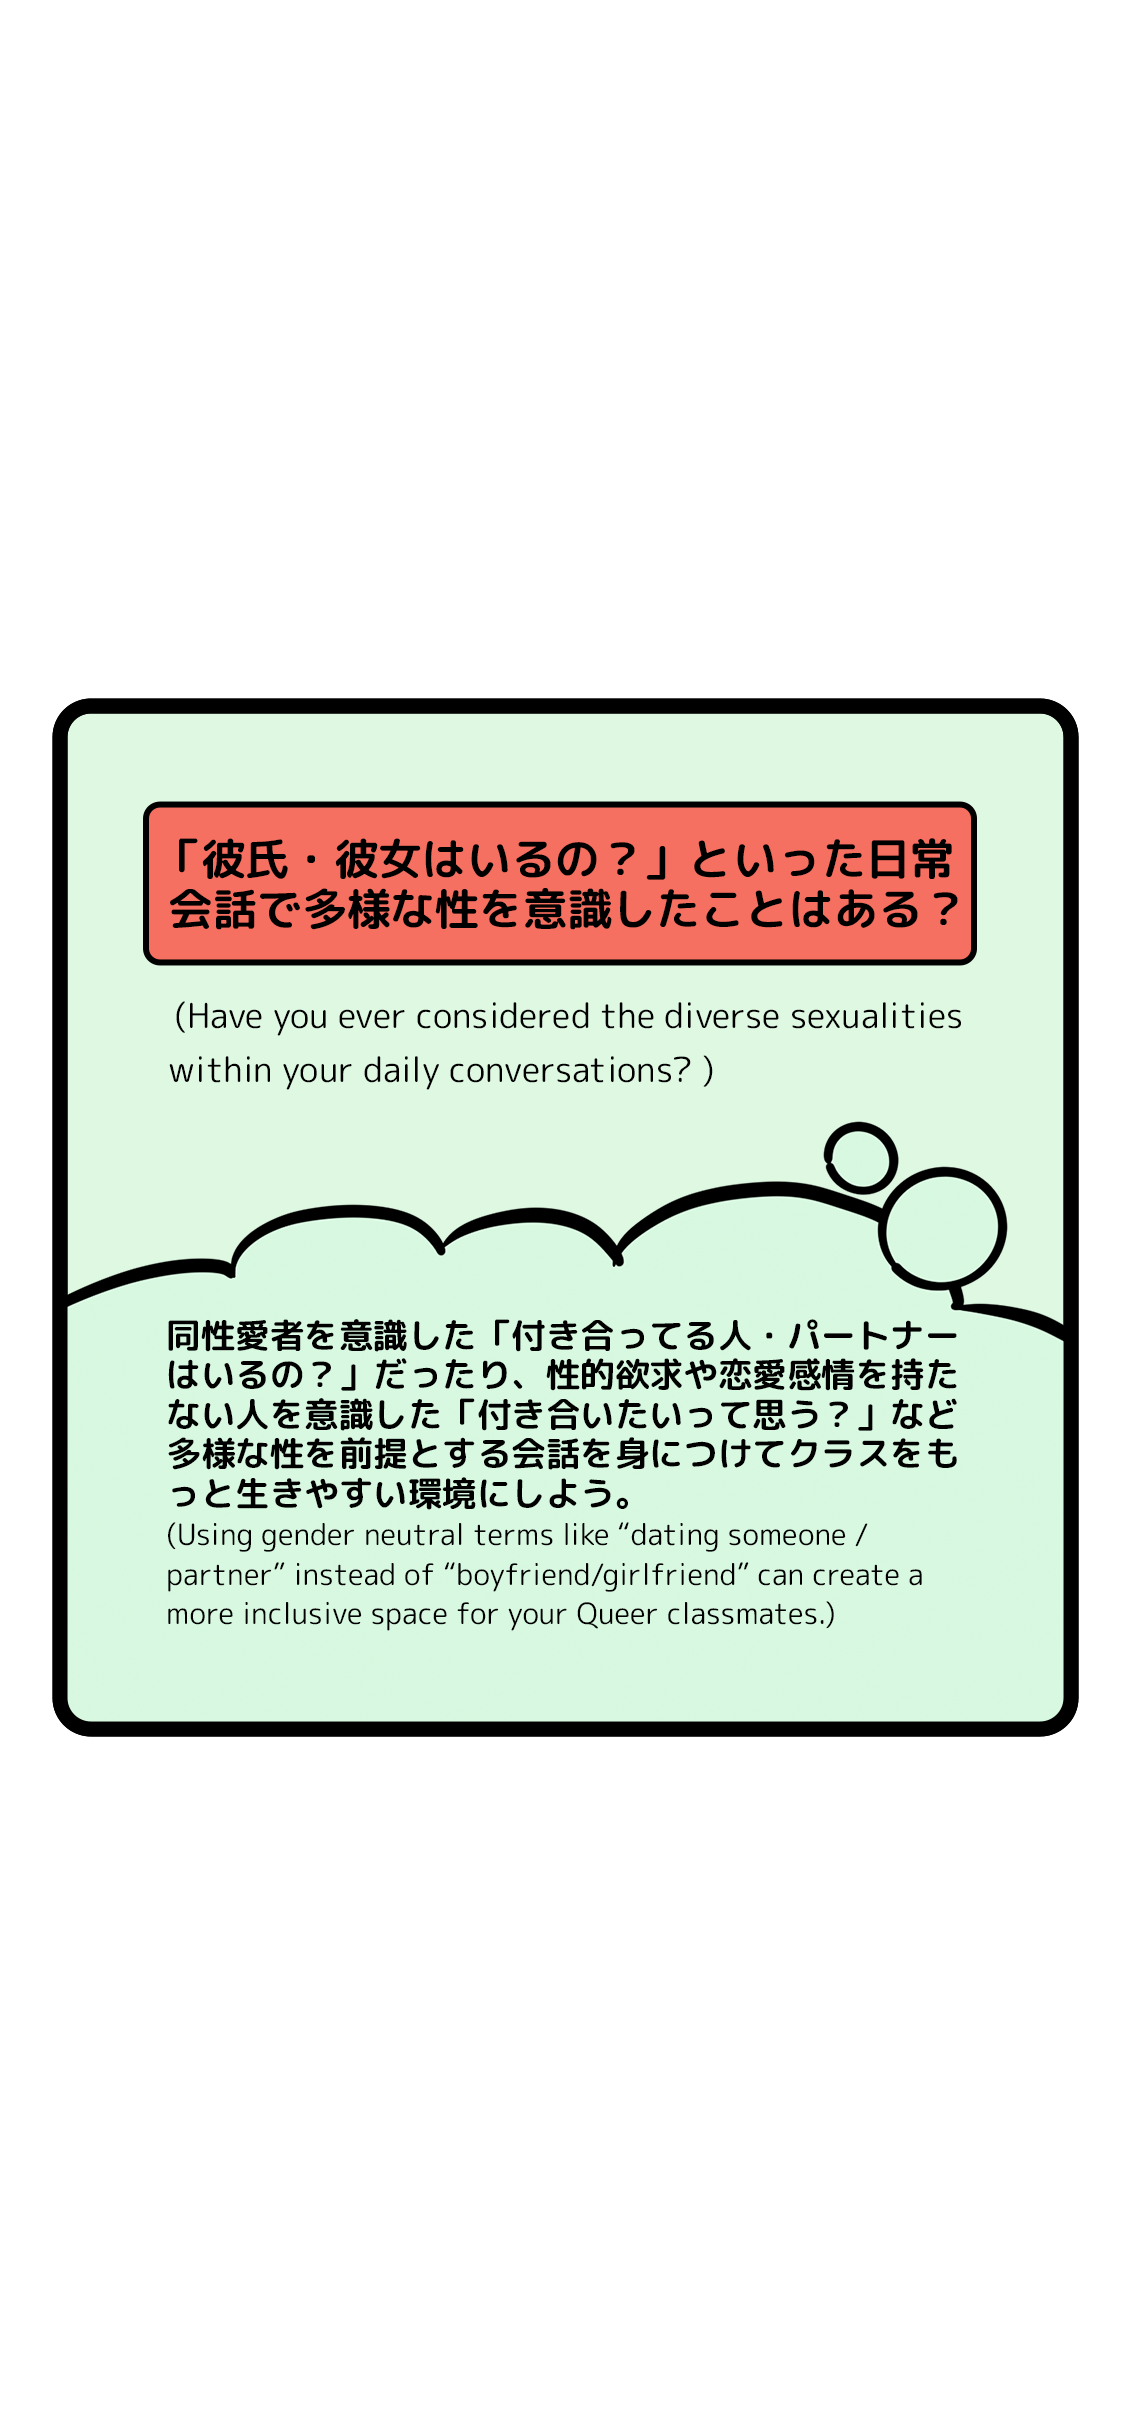 「彼氏・彼女はいるの？」といった日常
会話で多様な性を意識したことはある？
(Have you ever considered the diverse sexualities
within your daily conversations? )
同性愛者を意識した「付き合ってる人・パートナー
はいるの？」だったり、性的欲求や恋愛感情を持た
ない人を意識した「付き合いたいって思う？」など
多様な性を前提とする会話を身につけてクラスをも
っと生きやすい環境にしよう。
(Using gender neutral terms like “dating someone /
partner” instead of “boyfriend/girlfriend” can create a
more inclusive space for your Queer classmates.)